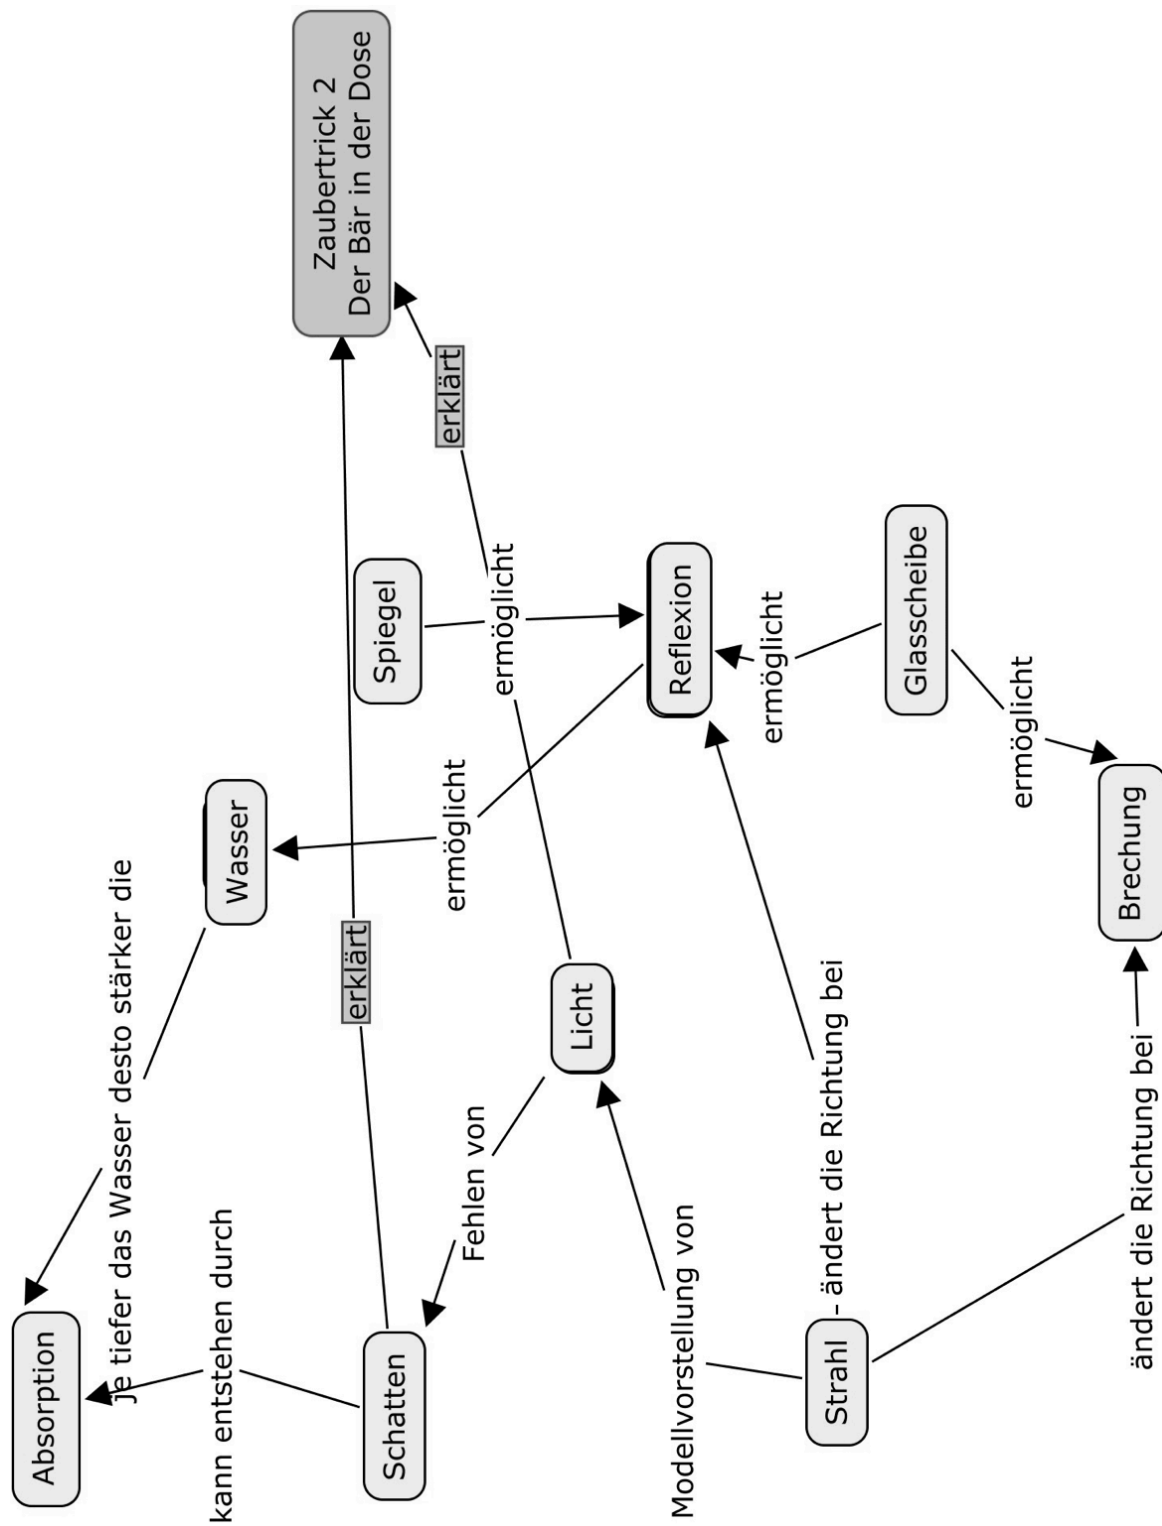 Absorption
je tiefer das Wasser desto stärker die
kann entstehen durch
Wasser
Zaubertrick 2
Der Bär in der Dose
erklärt
Schatten
Spiegel
erklärt
Fehlen von
ermöglicht
ermöglicht
Licht
Reflexion
Modellvorstellung von
ermöglicht
Strahl
ändert die Richtung bei
Glasscheibe
ermöglicht
Brechung
ändert die Richtung bei